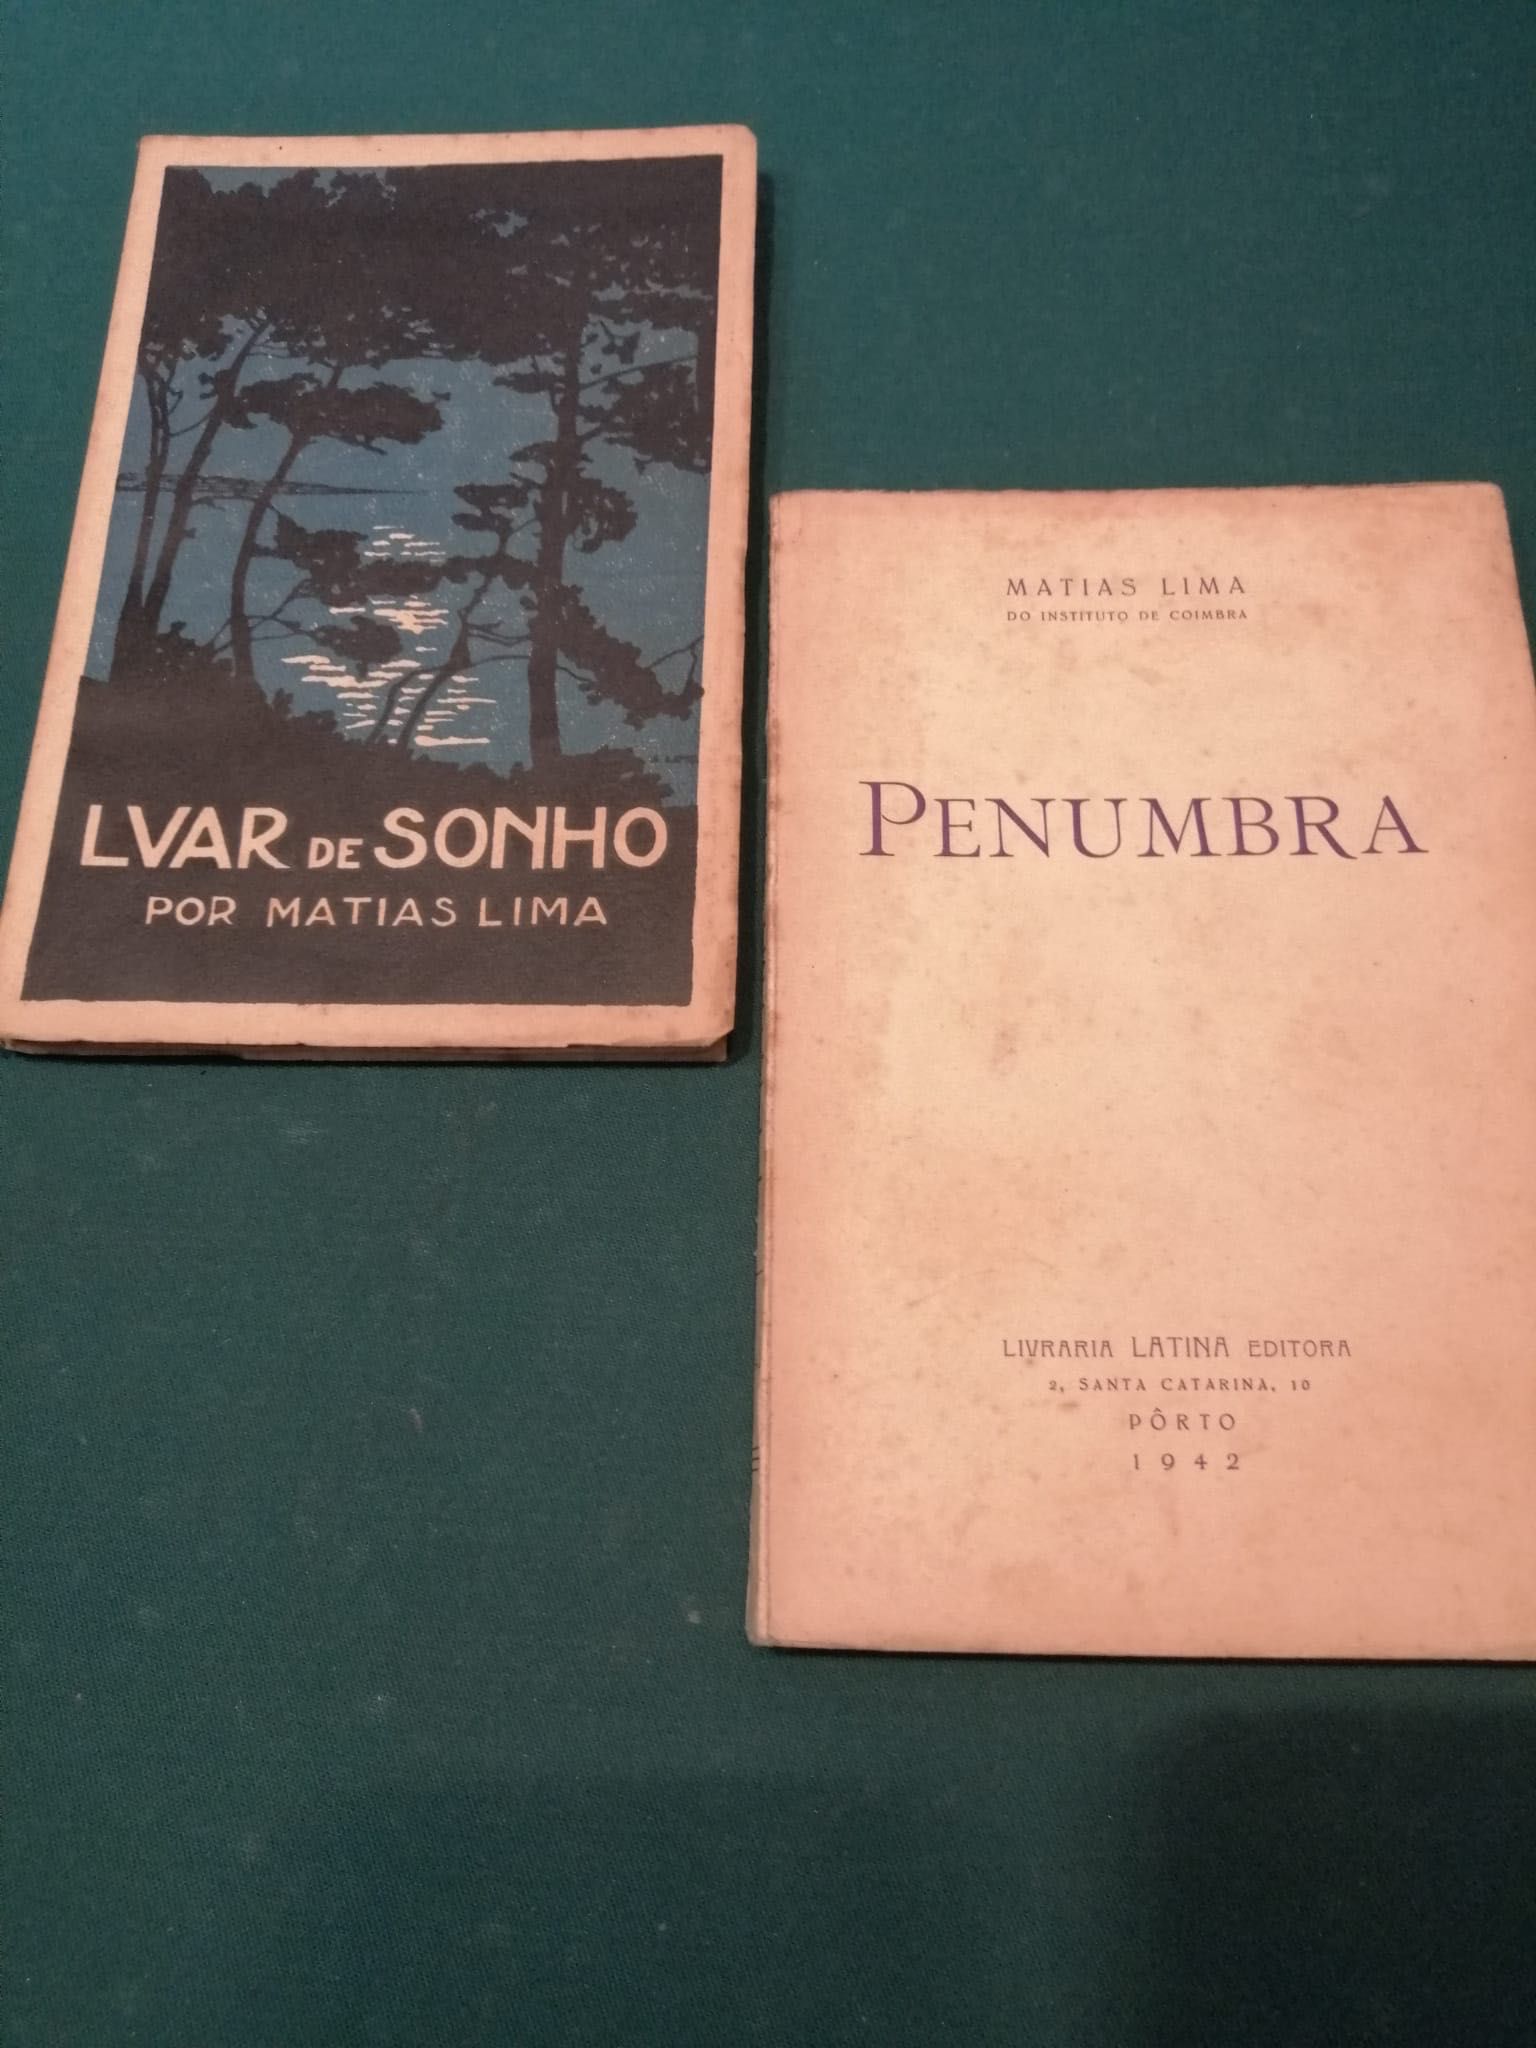 LVAR DE SONHO
POR MATIAS LIMA
MATIAS LIMA
DO INSTITUTO DE COIMBRA
PENUMBRA
LIVRARIA LATINA EDITORA
2, SANTA CATARINA, 10
PÔRTO
1942